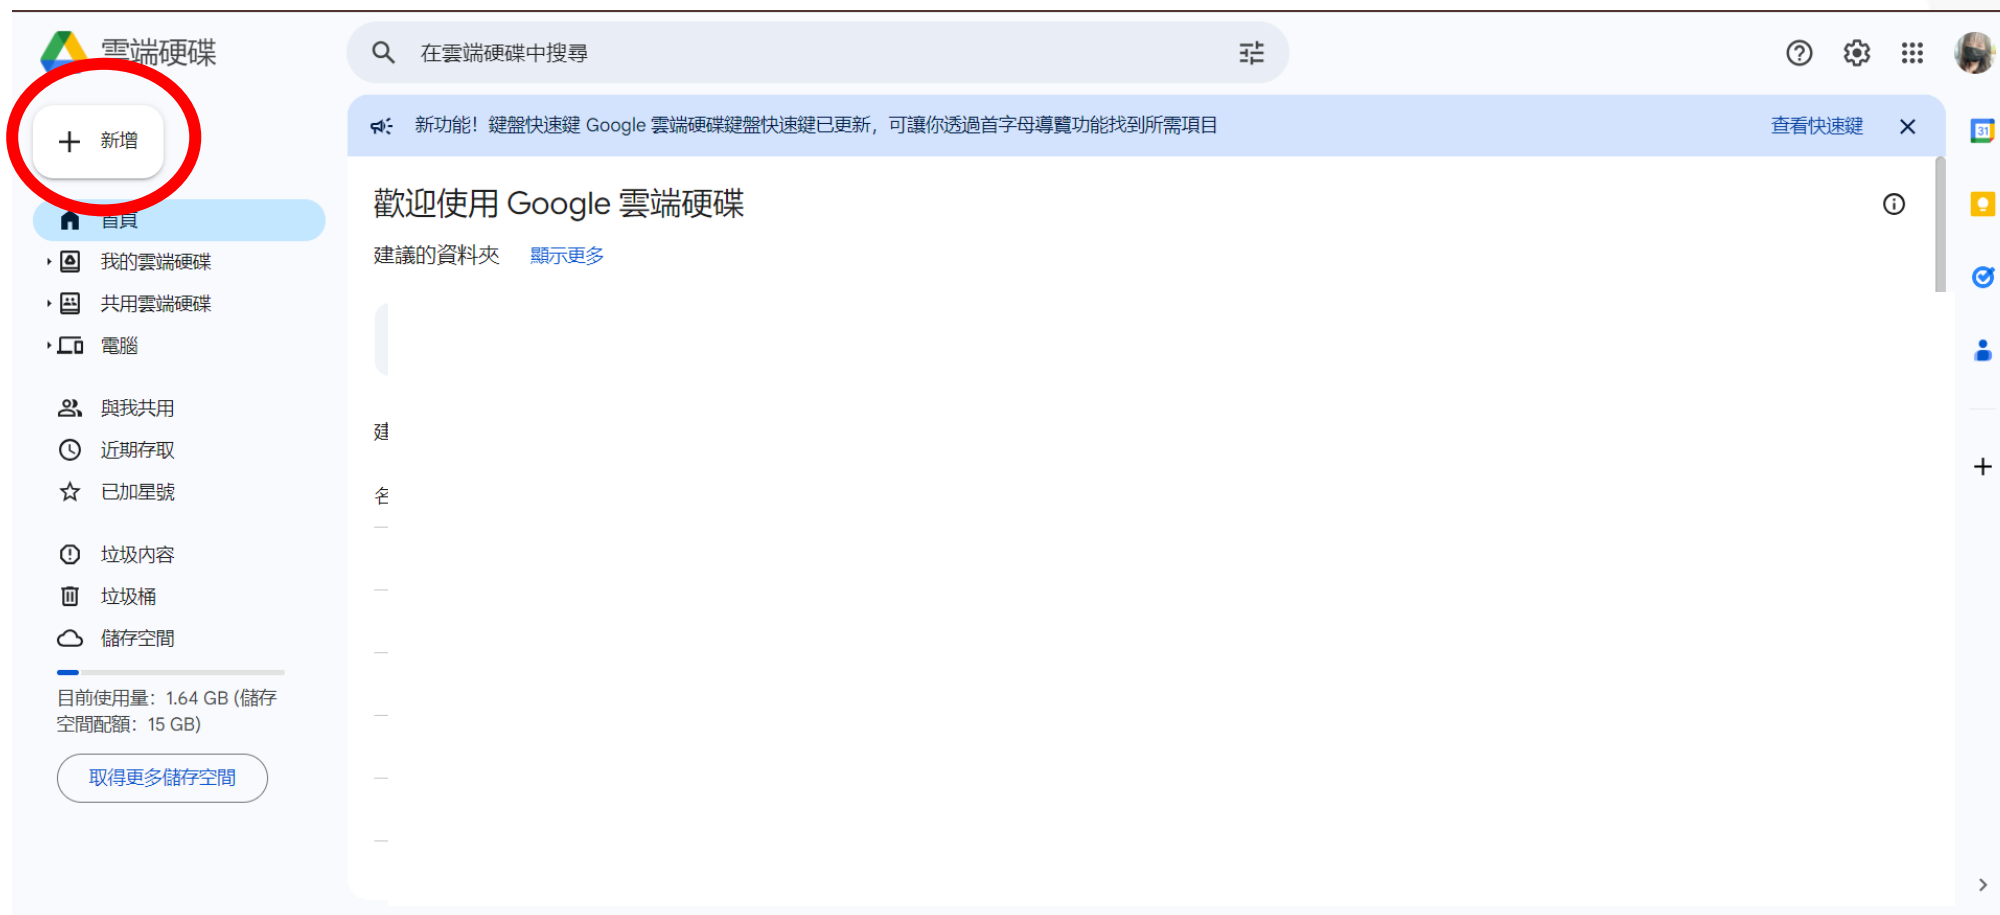 雲端硬碟
在雲端硬碟中搜尋
新增
新功能！鍵盤快速鍵 Google 雲端硬碟鍵盤快速鍵已更新，可讓你透過首字母導覽功能找到所需項目
查看快速鍵
31
歡迎使用 Google 雲端硬碟
建議的資料夾
顯示更多
首頁
我的雲端硬碟
共用雲端硬碟
電腦
與我共用
近期存取
已加星號
垃圾內容
垃圾桶
儲存空間
目前使用量：1.64 GB (儲存
空間配額：15 GB)
取得更多儲存空間
建
名